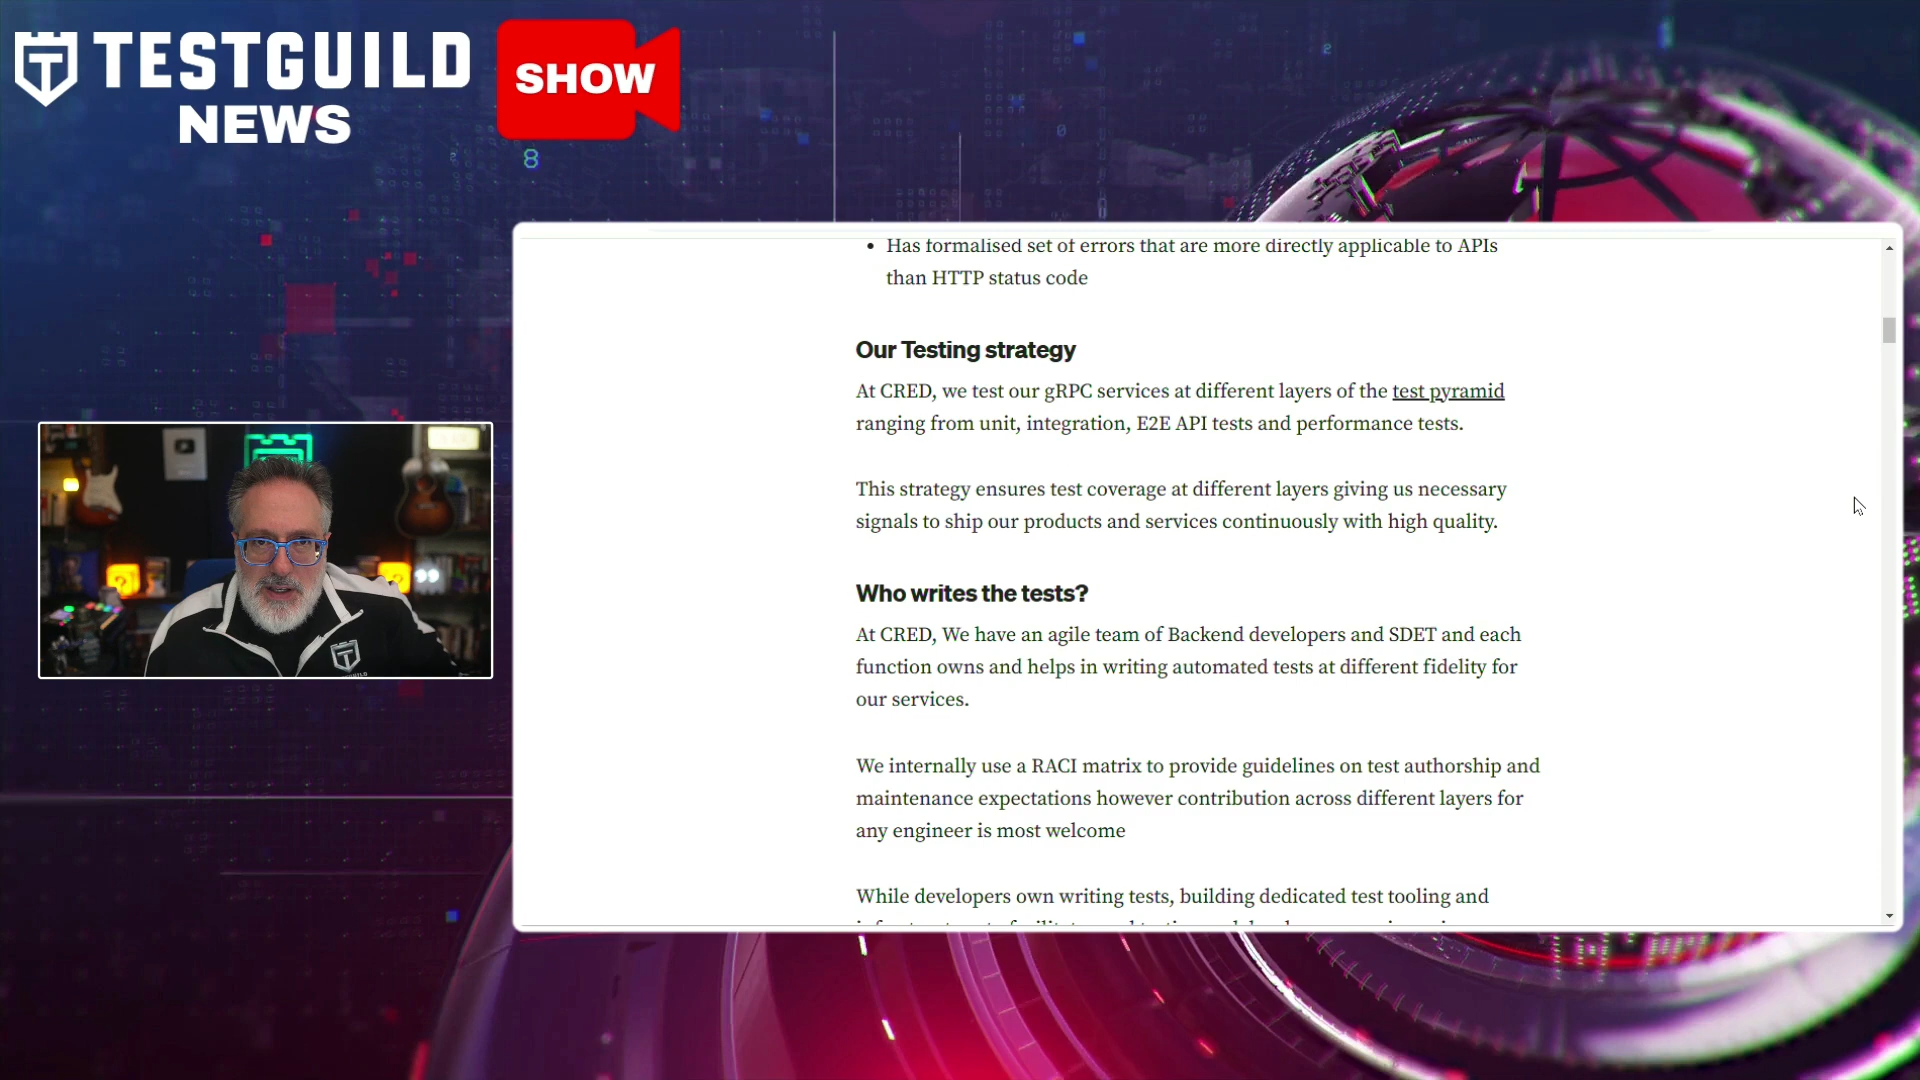 TESTGUILD
NEWS
SHOW
8
Has formalised set of errors that are more directly applicable to APIs
than HTTP status code
Our Testing strategy
At CRED, we test our gRPC services at different layers of the test pyramid
ranging from unit, integration, E2E API tests and performance tests.
This strategy ensures test coverage at different layers giving us necessary
signals to ship our products and services continuously with high quality.
Who writes the tests?
At CRED, We have an agile team of Backend developers and SDET and each
function owns and helps in writing automated tests at different fidelity for
our services.
We internally use a RACI matrix to provide guidelines on test authorship and
maintenance expectations however contribution across different layers for
any engineer is most welcome
While developers own writing tests, building dedicated test tooling and